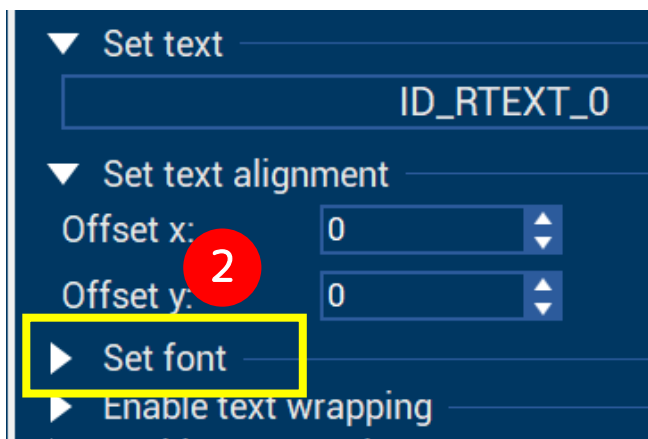 Set text
ID_RTEXT_0
Set text alignment
Offset x: 0
2
Offset y: 0
Set font
Enable text wrapping